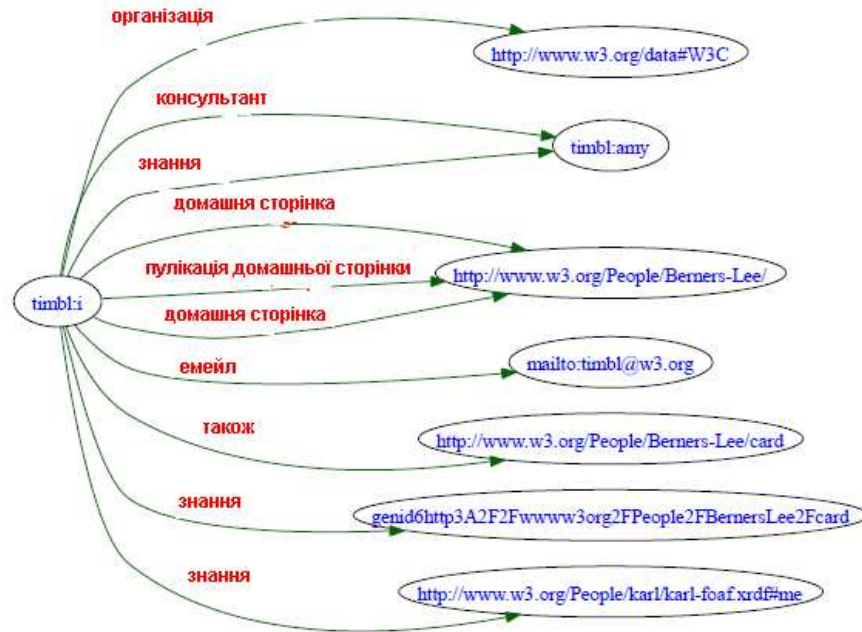 організація
http://www.w3.org/data#W3C
консультант
timbl:amy
знання
домашня сторінка
пулікація домашньої сторінки
http://www.w3.org/People/Berners-Lee/
timbl:i
домашня сторінка
емейл
mailto:timbl@w3.org
також
http://www.w3.org/People/Berners-Lee/card
знання
genid6http3A2F2Fwwww3org2FPeople2FBernersLee2Fcard
знання
http://www.w3.org/People/karl/karl-foaf.xrdf#me